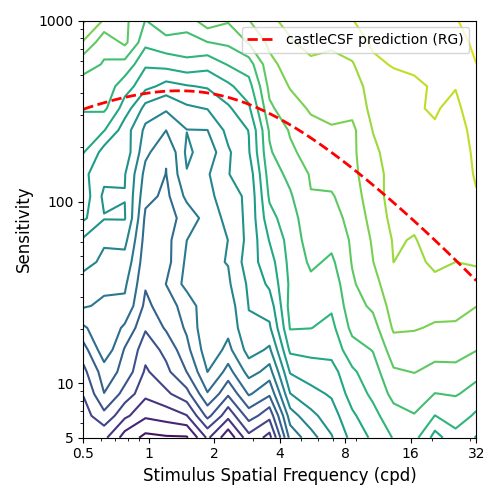 castleCSF prediction (RG)
1000
100
10
5
Sensitivity
0.5 1 2 4 8 16 32
Stimulus Spatial Frequency (cpd)